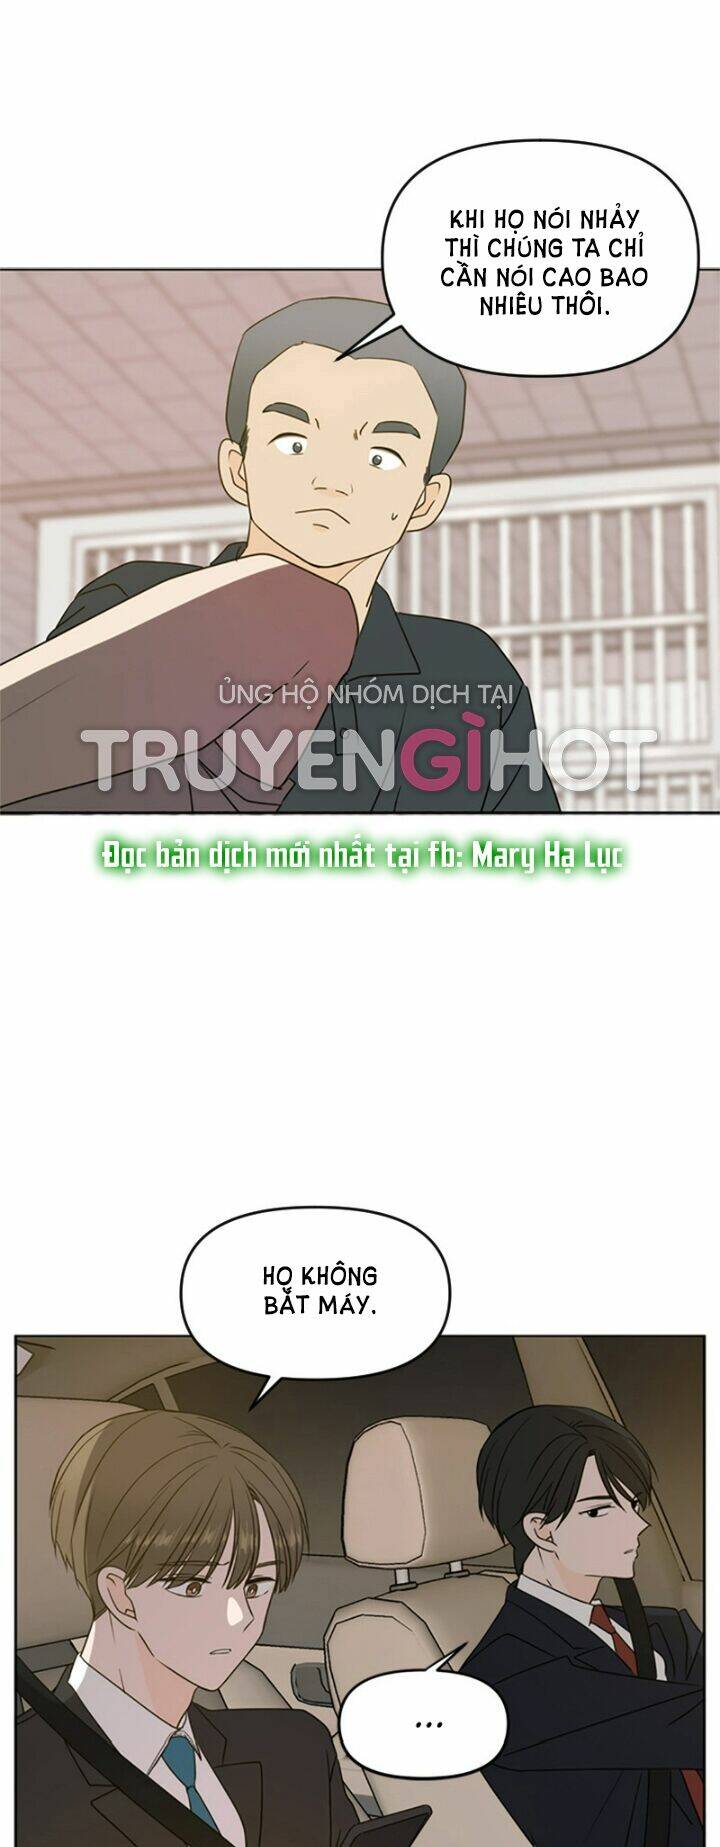 KHI HỌ NÓI NHẢY
THÌ CHÚNG TA CHỈ
CẦN NÓI CAO BAO
NHIÊU THÔI.
ỦNG HỘ NHÓM DỊCH TẠI
TRUYENGIHOT
Đọc bản dịch mới nhất tại fb: Mary Hạ Lục
HỌ KHÔNG
BẮT MÁY.
...